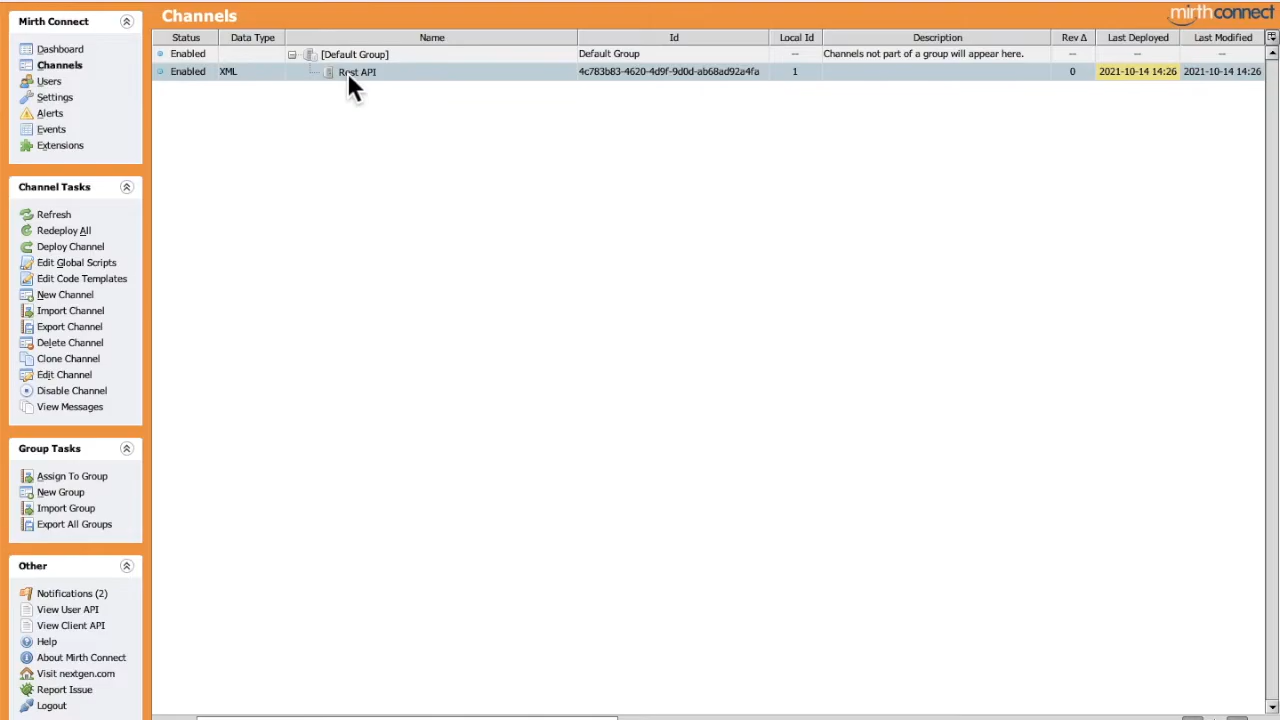 Mirth Connect
Dashboard
Channels
Users
Settings
Alerts
Events
Extensions
Channel Tasks
Refresh
Redeploy All
Deploy Channel
Edit Global Scripts
Edit Code Templates
New Channel
Import Channel
Export Channel
Delete Channel
Clone Channel
Edit Channel
Disable Channel
View Messages
Group Tasks
Assign To Group
New Group
Import Group
Export All Groups
Other
Notifications (2)
View User API
View Client API
Help
About Mirth Connect
Visit nextgen.com
Report Issue
Logout
Channels
mirthconnect
Status Data Type Name Id Local Id Description Rev Δ Last Deployed Last Modified
Enabled [Default Group] Default Group -- Channels not part of a group will appear here. -- -- --
Enabled XML Rest API 4c783b83-4620-4d9f-9d0d-ab68ad92a4fa 1 0 2021-10-14 14:26 2021-10-14 14:26